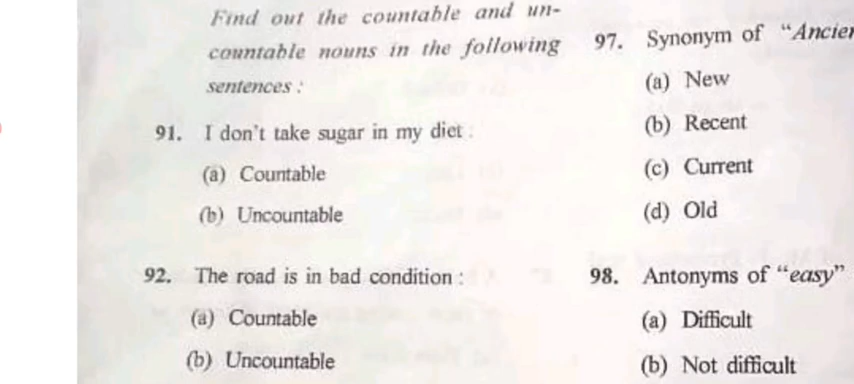 Find out the countable and un-
countable nouns in the following
sentences :
91. I don't take sugar in my diet :
(a) Countable
(b) Uncountable
92. The road is in bad condition :
(a) Countable
(b) Uncountable
97. Synonym of
(a) New
(b) Recent
(c) Current
(d) Old
98. Antonyms of "easy"
(a) Difficult
(b) Not difficult